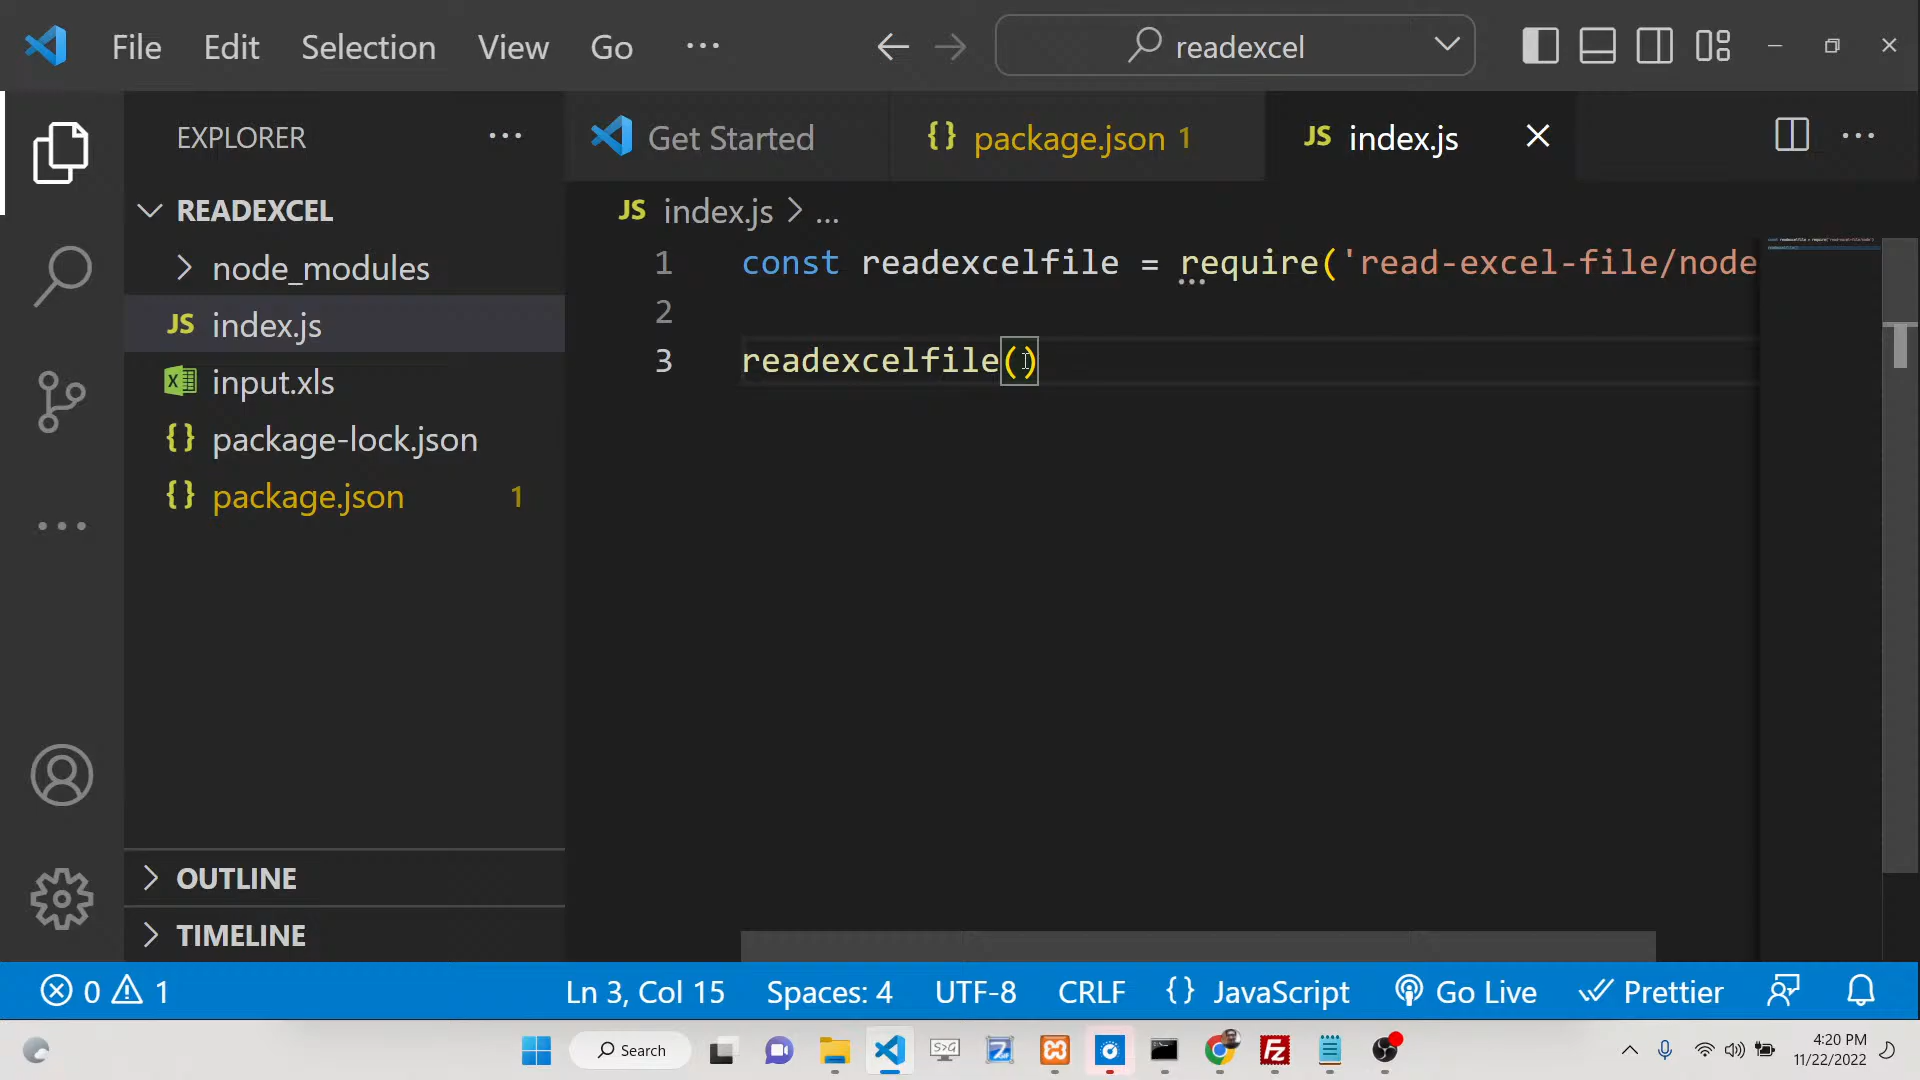 File Edit Selection View Go ···
readexcel
EXPLORER ···
READEXCEL
node_modules
JS index.js
input.xls
{} package-lock.json
{} package.json 1
OUTLINE
TIMELINE
Get Started
{} package.json 1
JS index.js
JS index.js > ...
1 const readexcelfile = require('read-excel-file/node
2
3 readexcelfile()
0 1 Ln 3, Col 15 Spaces: 4 UTF-8 CRLF {} JavaScript Go Live Prettier
Search
4:20 PM
11/22/2022